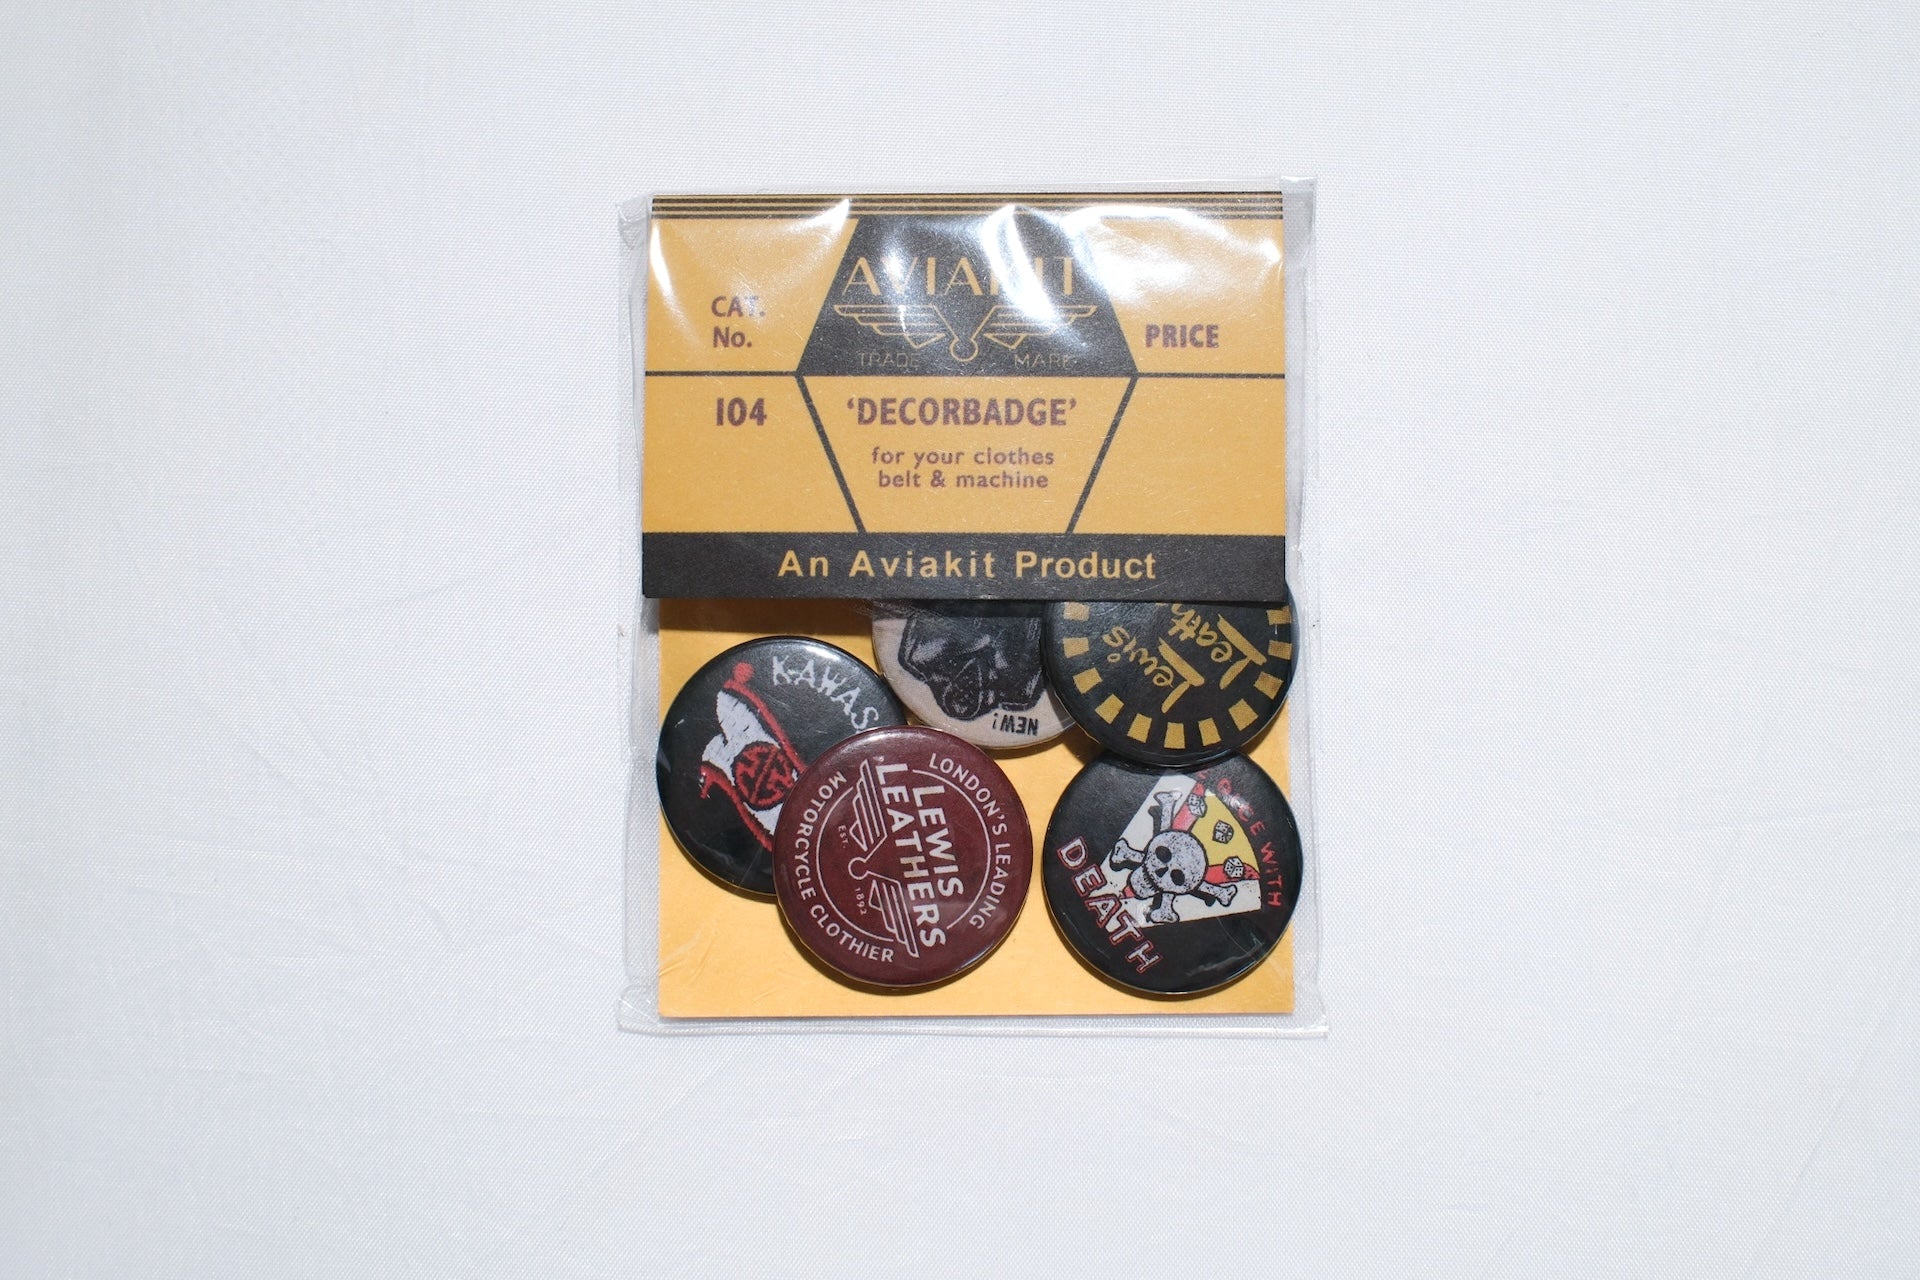 AVIAKIT
TRADE MARK
CAT.
No.
PRICE
104
'DECORBADGE'
for your clothes
belt & machine
An Aviakit Product
KAWAS
NEW!
Lewis
Leath
LONDON'S LEADING
LEWIS
LEATHERS
EST.
1892
MOTORCYCLE CLOTHIER
WITH
DEATH